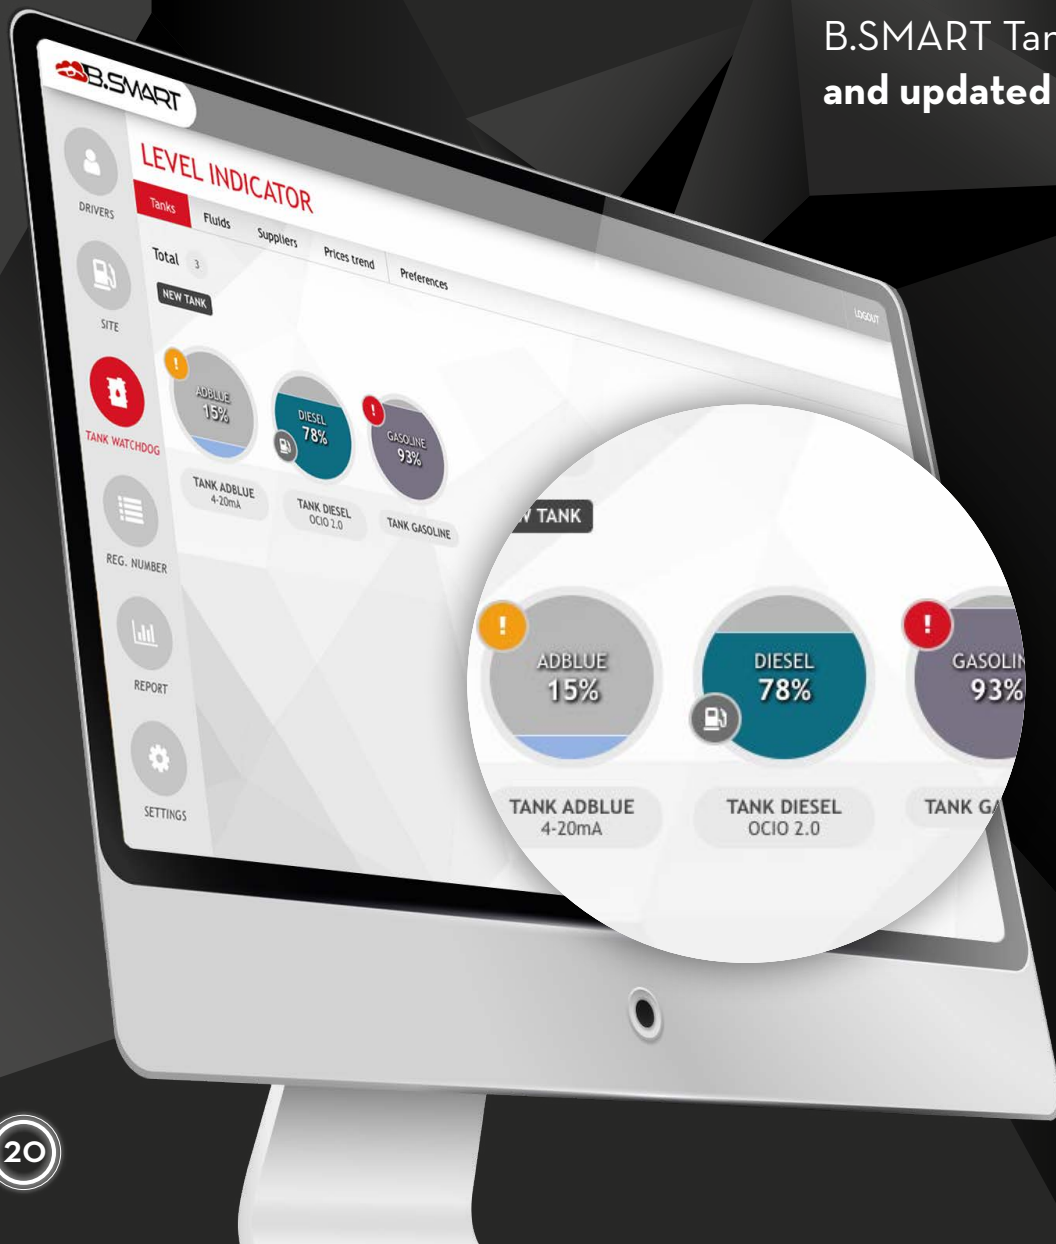 B.SMART Tan
and updated
B.SMART
LOGOUT
LEVEL INDICATOR
Tanks Fluids Suppliers Prices trend Preferences
Total 3
NEW TANK
DRIVERS
SITE
TANK WATCHDOG
REG. NUMBER
REPORT
SETTINGS
!
ADBLUE
15%
TANK ADBLUE
4-20mA
DIESEL
78%
TANK DIESEL
OCIO 2.0
!
GASOLINE
93%
TANK GASOLINE
W TANK
!
ADBLUE
15%
TANK ADBLUE
4-20mA
DIESEL
78%
TANK DIESEL
OCIO 2.0
!
GASOLIN
93%
TANK GA
20